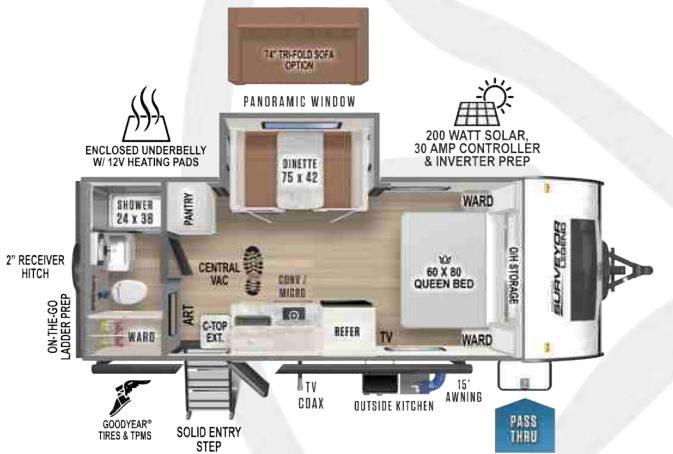 74" TRI-FOLD SOFA
OPTION
PANORAMIC WINDOW
ENCLOSED UNDERBELLY
W/ 12V HEATING PADS
200 WATT SOLAR,
30 AMP CONTROLLER
& INVERTER PREP
DINETTE
75 x 42
SHOWER
24 x 38
PANTRY
WARD
2" RECEIVER
HITCH
CENTRAL
VAC
60 X 80
QUEEN BED
O/H STORAGE
SURVEYOR
LEGEND
ON-THE-GO
LADDER PREP
WARD
ART
C-TOP
EXT.
CONV /
MICRO
REFER
TV
WARD
GOODYEAR®
TIRES & TPMS
SOLID ENTRY
STEP
TV
COAX
OUTSIDE KITCHEN
15'
AWNING
PASS
THRU